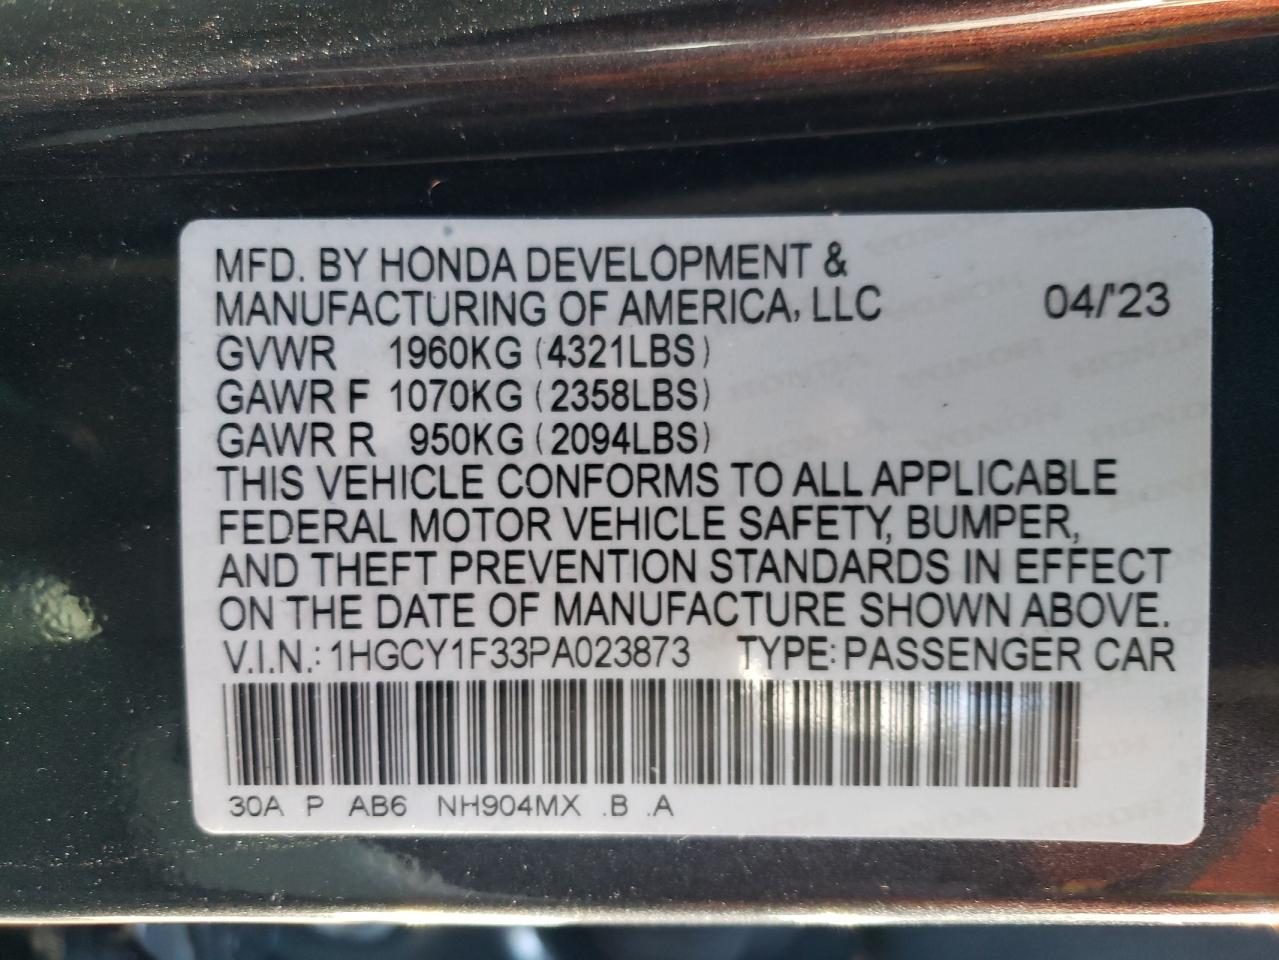 MFD. BY HONDA DEVELOPMENT &
MANUFACTURING OF AMERICA, LLC 04/'23
GVWR 1960KG (4321LBS)
GAWR F 1070KG (2358LBS)
GAWR R 950KG (2094LBS)
THIS VEHICLE CONFORMS TO ALL APPLICABLE
FEDERAL MOTOR VEHICLE SAFETY, BUMPER,
AND THEFT PREVENTION STANDARDS IN EFFECT
ON THE DATE OF MANUFACTURE SHOWN ABOVE.
V.I.N.: 1HGCY1F33PA023873 TYPE: PASSENGER CAR
30A P AB6 NH904MX .B .A